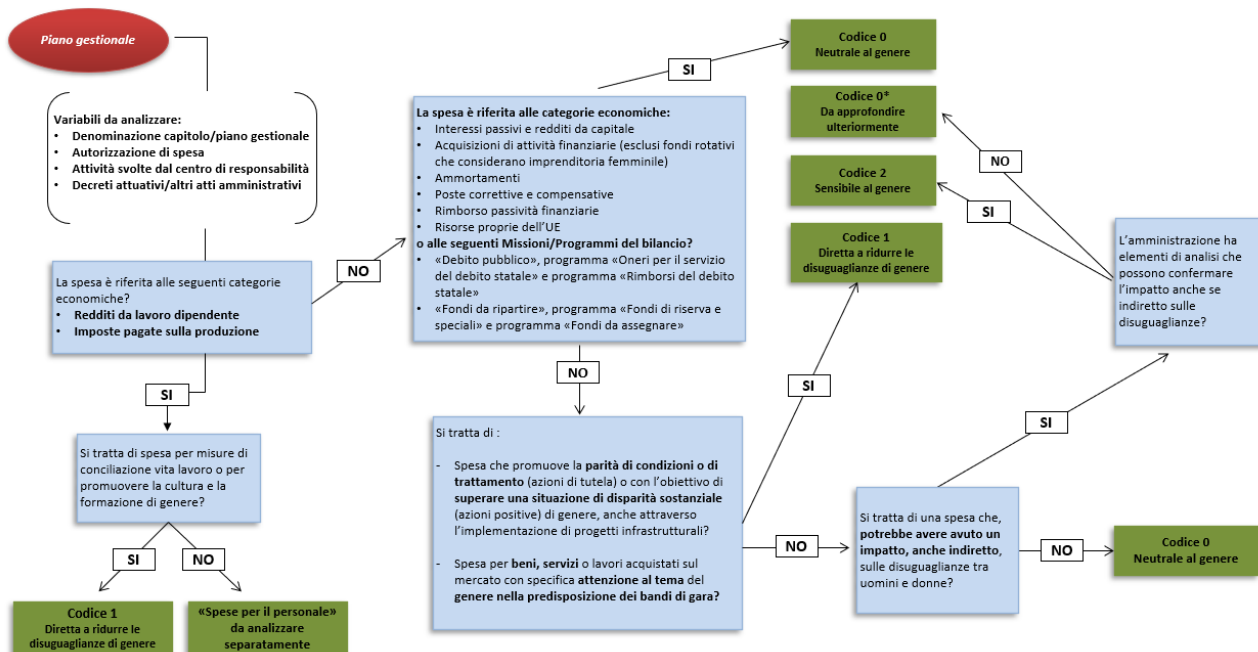 Piano gestionale
Variabili da analizzare:
• Denominazione capitolo/piano gestionale
• Autorizzazione di spesa
• Attività svolte dal centro di responsabilità
• Decreti attuativi/altri atti amministrativi
La spesa è riferita alle seguenti categorie
economiche?
• Redditi da lavoro dipendente
• Imposte pagate sulla produzione
NO
SI
Si tratta di spesa per misure di
conciliazione vita lavoro o per
promuovere la cultura e la
formazione di genere?
SI
NO
Codice 1
Diretta a ridurre le
disuguaglianze di genere
«Spese per il personale»
da analizzare
separatamente
La spesa è riferita alle categorie economiche:
• Interessi passivi e redditi da capitale
• Acquisizioni di attività finanziarie (esclusi fondi rotativi
che considerano imprenditoria femminile)
• Ammortamenti
• Poste correttive e compensative
• Rimborso passività finanziarie
• Risorse proprie dell’UE
o alle seguenti Missioni/Programmi del bilancio?
• «Debito pubblico», programma «Oneri per il servizio
del debito statale» e programma «Rimborsi del debito
statale»
• «Fondi da ripartire», programma «Fondi di riserva e
speciali» e programma «Fondi da assegnare»
SI
Codice 0
Neutrale al genere
NO
Si tratta di :
- Spesa che promuove la parità di condizioni o di
trattamento (azioni di tutela) o con l’obiettivo di
superare una situazione di disparità sostanziale
(azioni positive) di genere, anche attraverso
l’implementazione di progetti infrastrutturali?
- Spesa per beni, servizi o lavori acquistati sul
mercato con specifica attenzione al tema del
genere nella predisposizione dei bandi di gara?
SI
Codice 1
Diretta a ridurre le
disuguaglianze di genere
NO
Si tratta di una spesa che,
potrebbe avere avuto un
impatto, anche indiretto,
sulle disuguaglianze tra
uomini e donne?
NO
Codice 0
Neutrale al genere
SI
L’amministrazione ha
elementi di analisi che
possono confermare
l’impatto anche se
indiretto sulle
disuguaglianze?
NO
Codice 0*
Da approfondire
ulteriormente
SI
Codice 2
Sensibile al genere